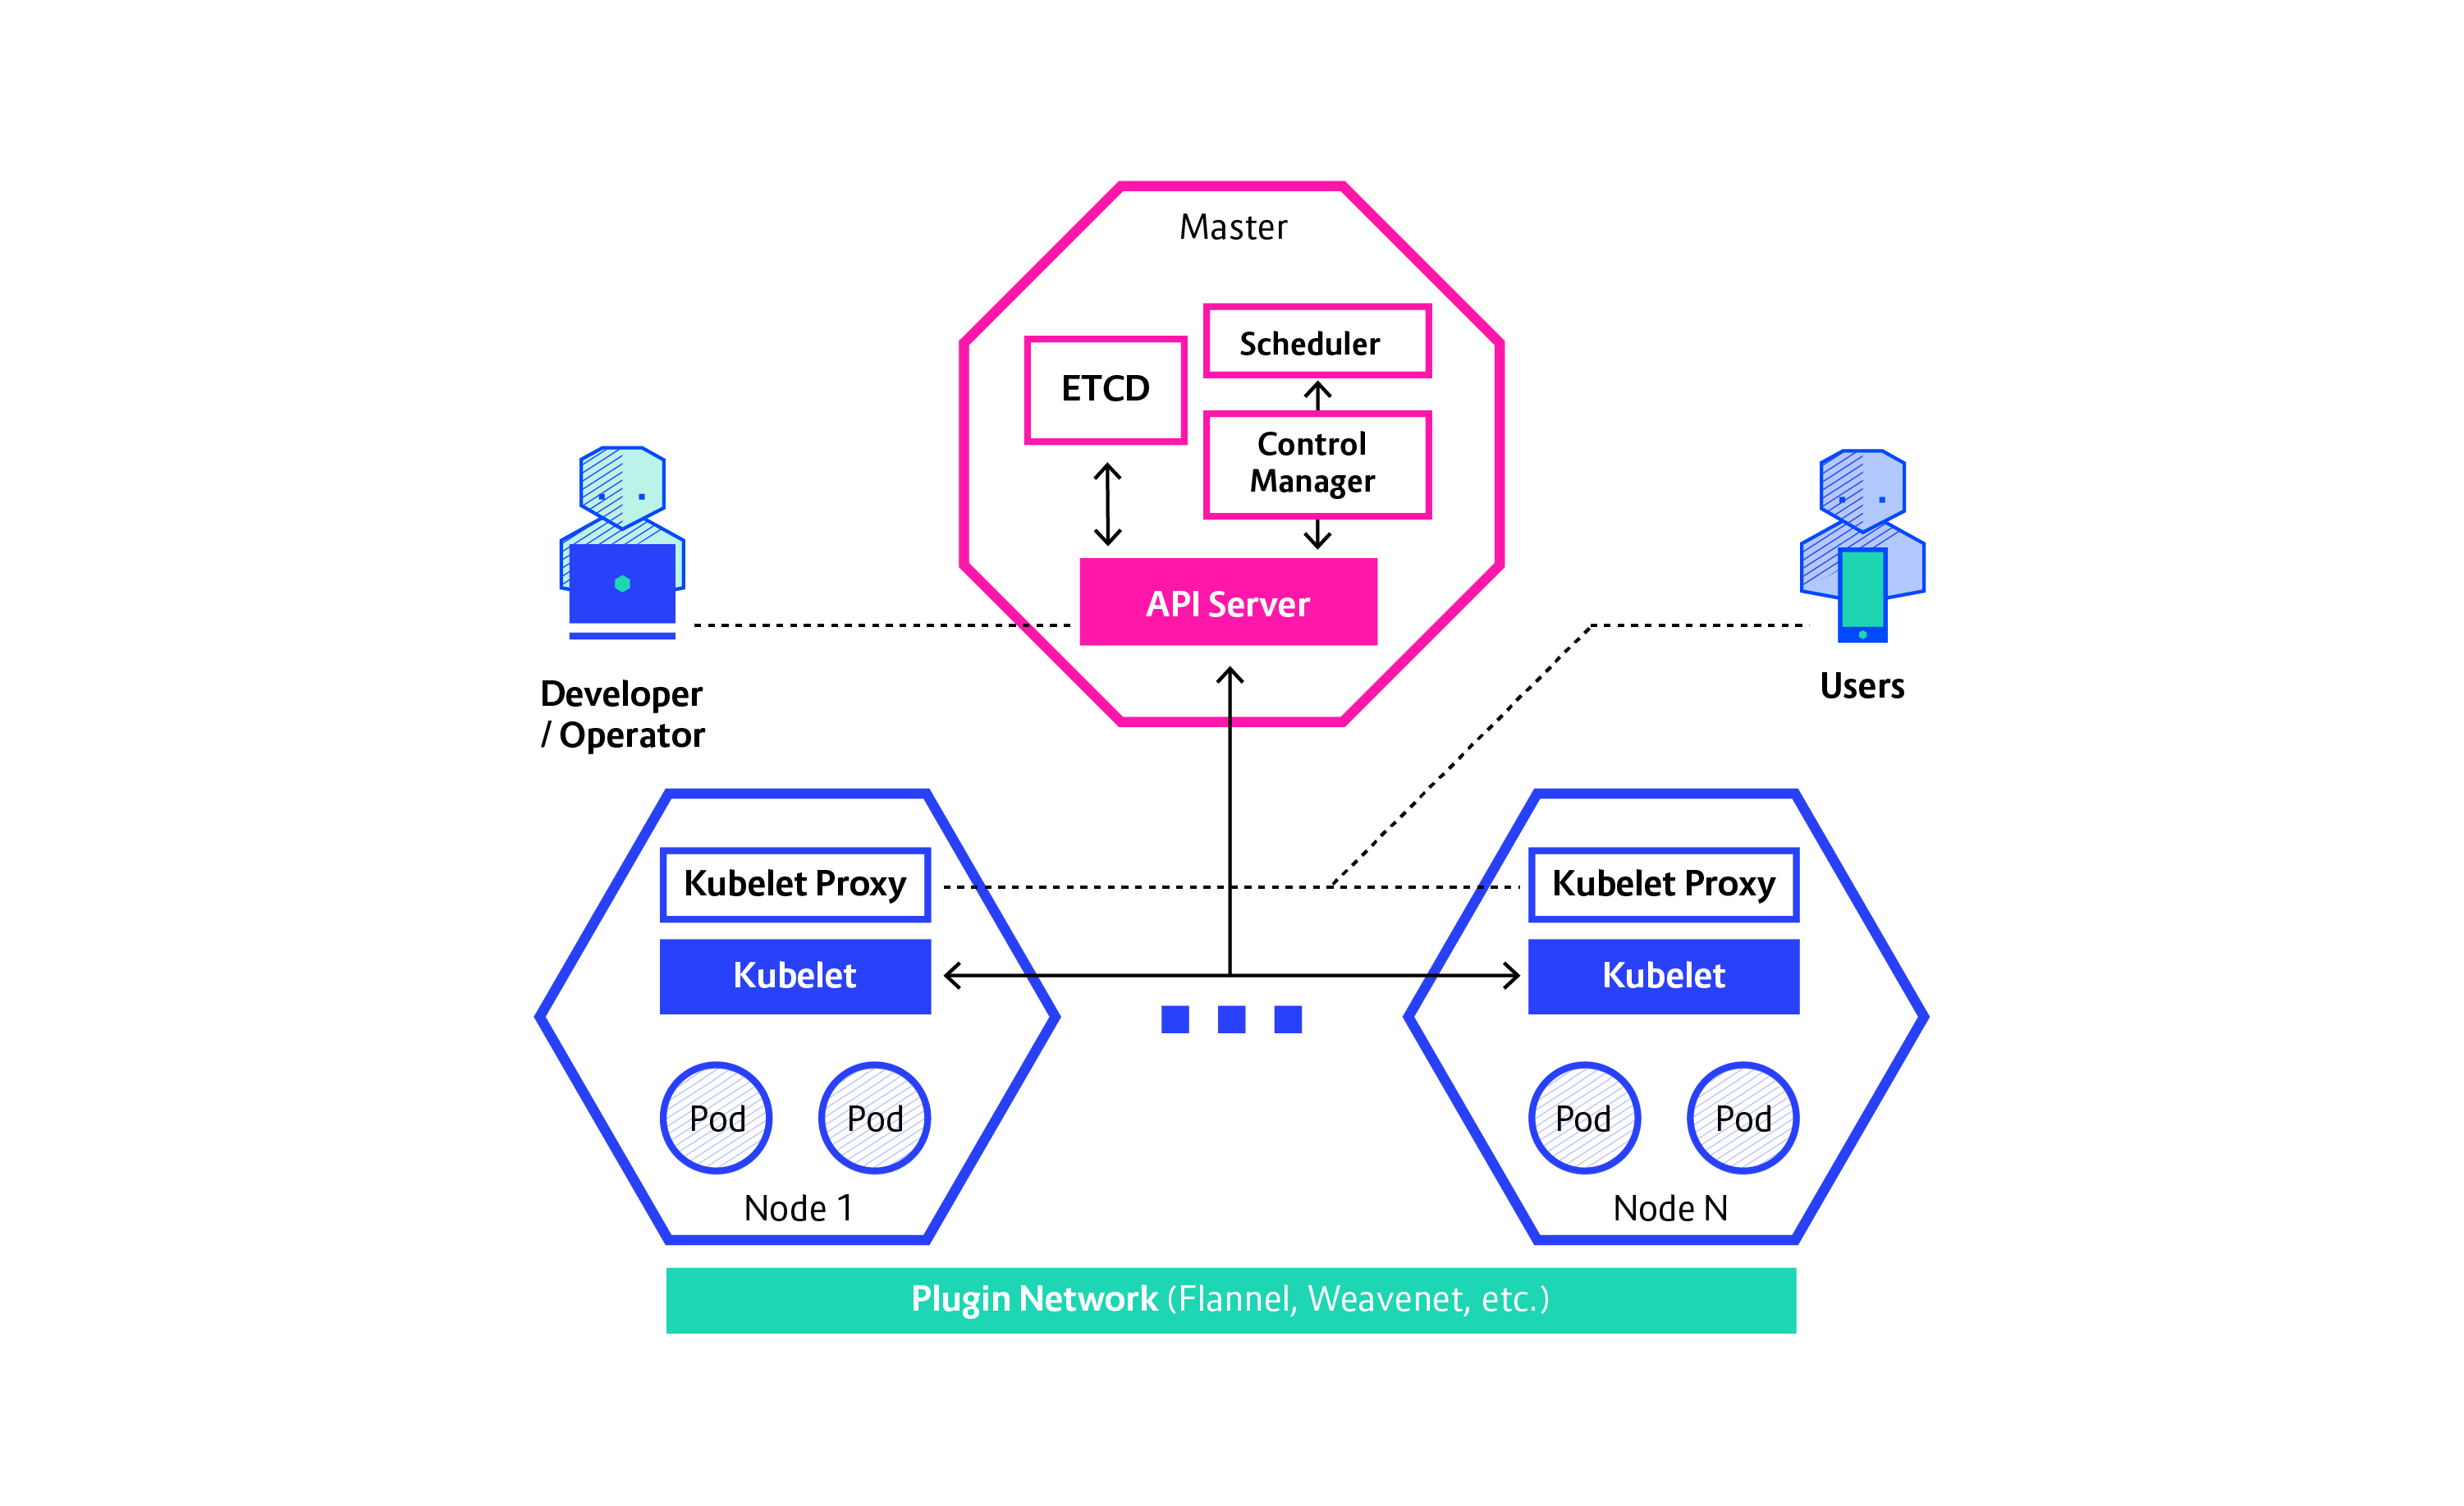 Master
ETCD
Scheduler
Control
Manager
API Server
Developer
/ Operator
Users
Kubelet Proxy
Kubelet
Pod
Pod
Node 1
Kubelet Proxy
Kubelet
Pod
Pod
Node N
Plugin Network (Flannel, Weavenet, etc.)